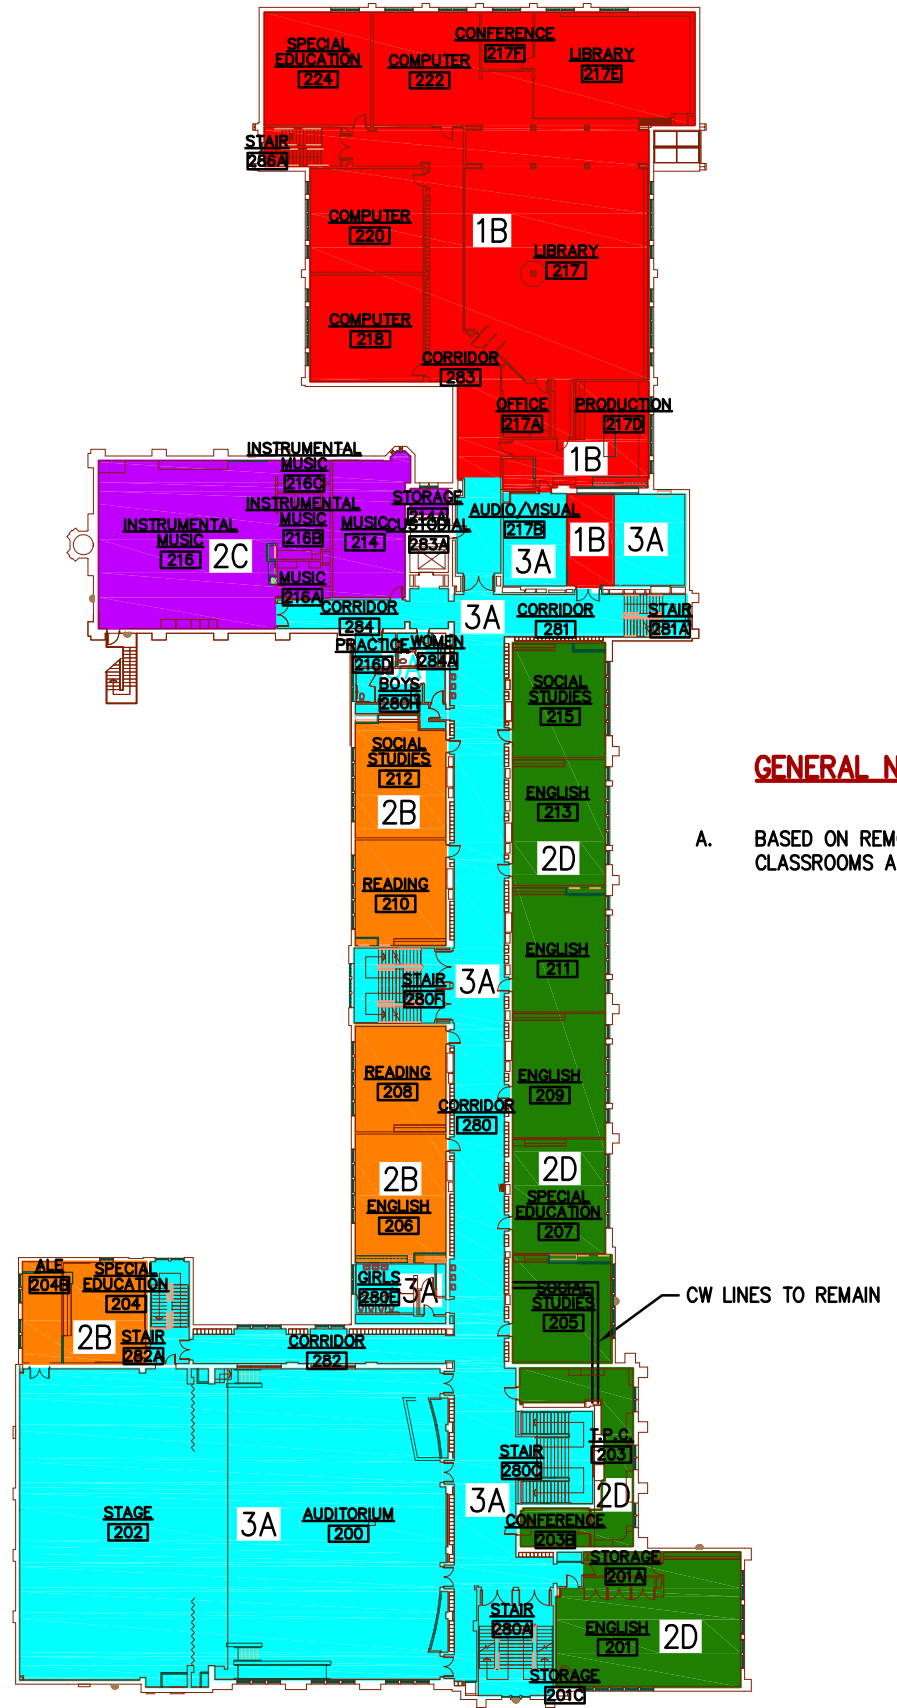 SPECIAL
EDUCATION
224
COMPUTER
222
CONFERENCE
217F
LIBRARY
217E
STAIR
286A
COMPUTER
220
1B
LIBRARY
217
COMPUTER
218
CORRIDOR
283
OFFICE
217A
PRODUCTION
217D
1B
INSTRUMENTAL
MUSIC
216C
INSTRUMENTAL
MUSIC
216B
INSTRUMENTAL
MUSIC
216
2C
MUSIC
214
STORAGE
214A
CUSTODIAL
283A
AUDIO/VISUAL
217B
3A
1B
3A
MUSIC
216A
CORRIDOR
284
3A
CORRIDOR
281
STAIR
281A
PRACTICE
216D
WOMEN
284A
BOYS
280H
SOCIAL
STUDIES
215
SOCIAL
STUDIES
212
2B
ENGLISH
213
2D
GENERAL N
A. BASED ON REM
CLASSROOMS A
READING
210
ENGLISH
211
STAIR
280F
3A
READING
208
ENGLISH
209
CORRIDOR
280
2B
ENGLISH
206
2D
SPECIAL
EDUCATION
207
ALE
204B
SPECIAL
EDUCATION
204
2B
STAIR
282A
GIRLS
280E
3A
SOCIAL
STUDIES
205
CW LINES TO REMAIN
CORRIDOR
282
T.P.C.
203
STAIR
280C
2D
STAGE
202
3A
AUDITORIUM
200
3A
CONFERENCE
203B
STORAGE
201A
STAIR
280A
ENGLISH
201
2D
STORAGE
201C